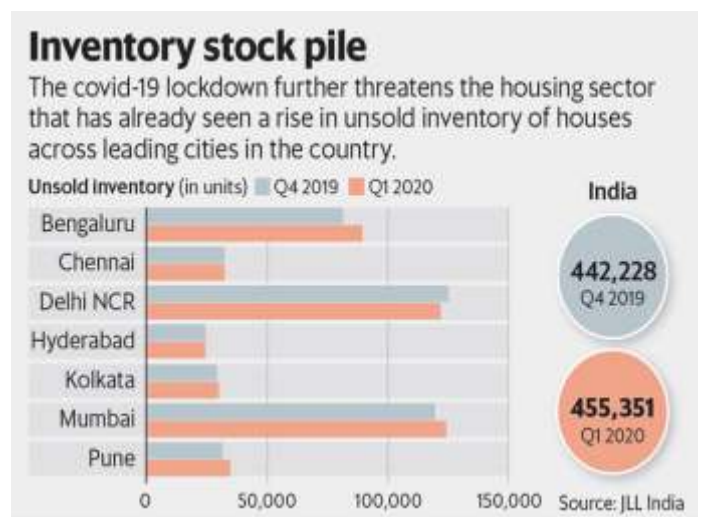 Inventory stock pile
The covid-19 lockdown further threatens the housing sector
that has already seen a rise in unsold inventory of houses
across leading cities in the country.
Unsold inventory (in units) Q4 2019 Q1 2020
India
Bengaluru
Chennai
Delhi NCR
Hyderabad
Kolkata
Mumbai
Pune
0 50,000 100,000 150,000
442,228
Q4 2019
455,351
Q1 2020
Source: JLL India